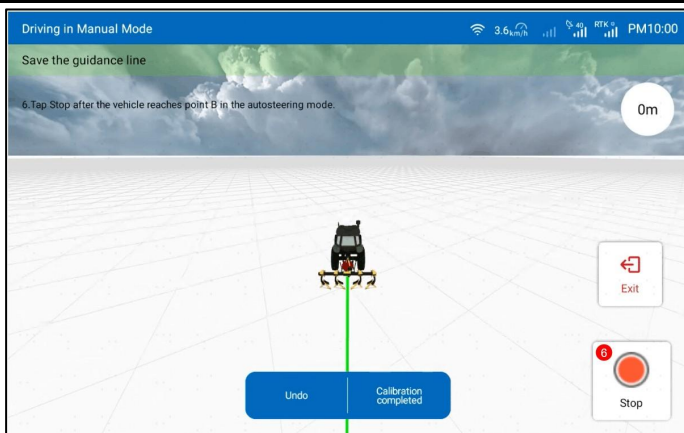 Driving in Manual Mode
3.6km/h
40
RTK
PM10:00
Save the guidance line
6.Tap Stop after the vehicle reaches point B in the autosteering mode.
0m
Exit
6
Stop
Undo
Calibration
completed